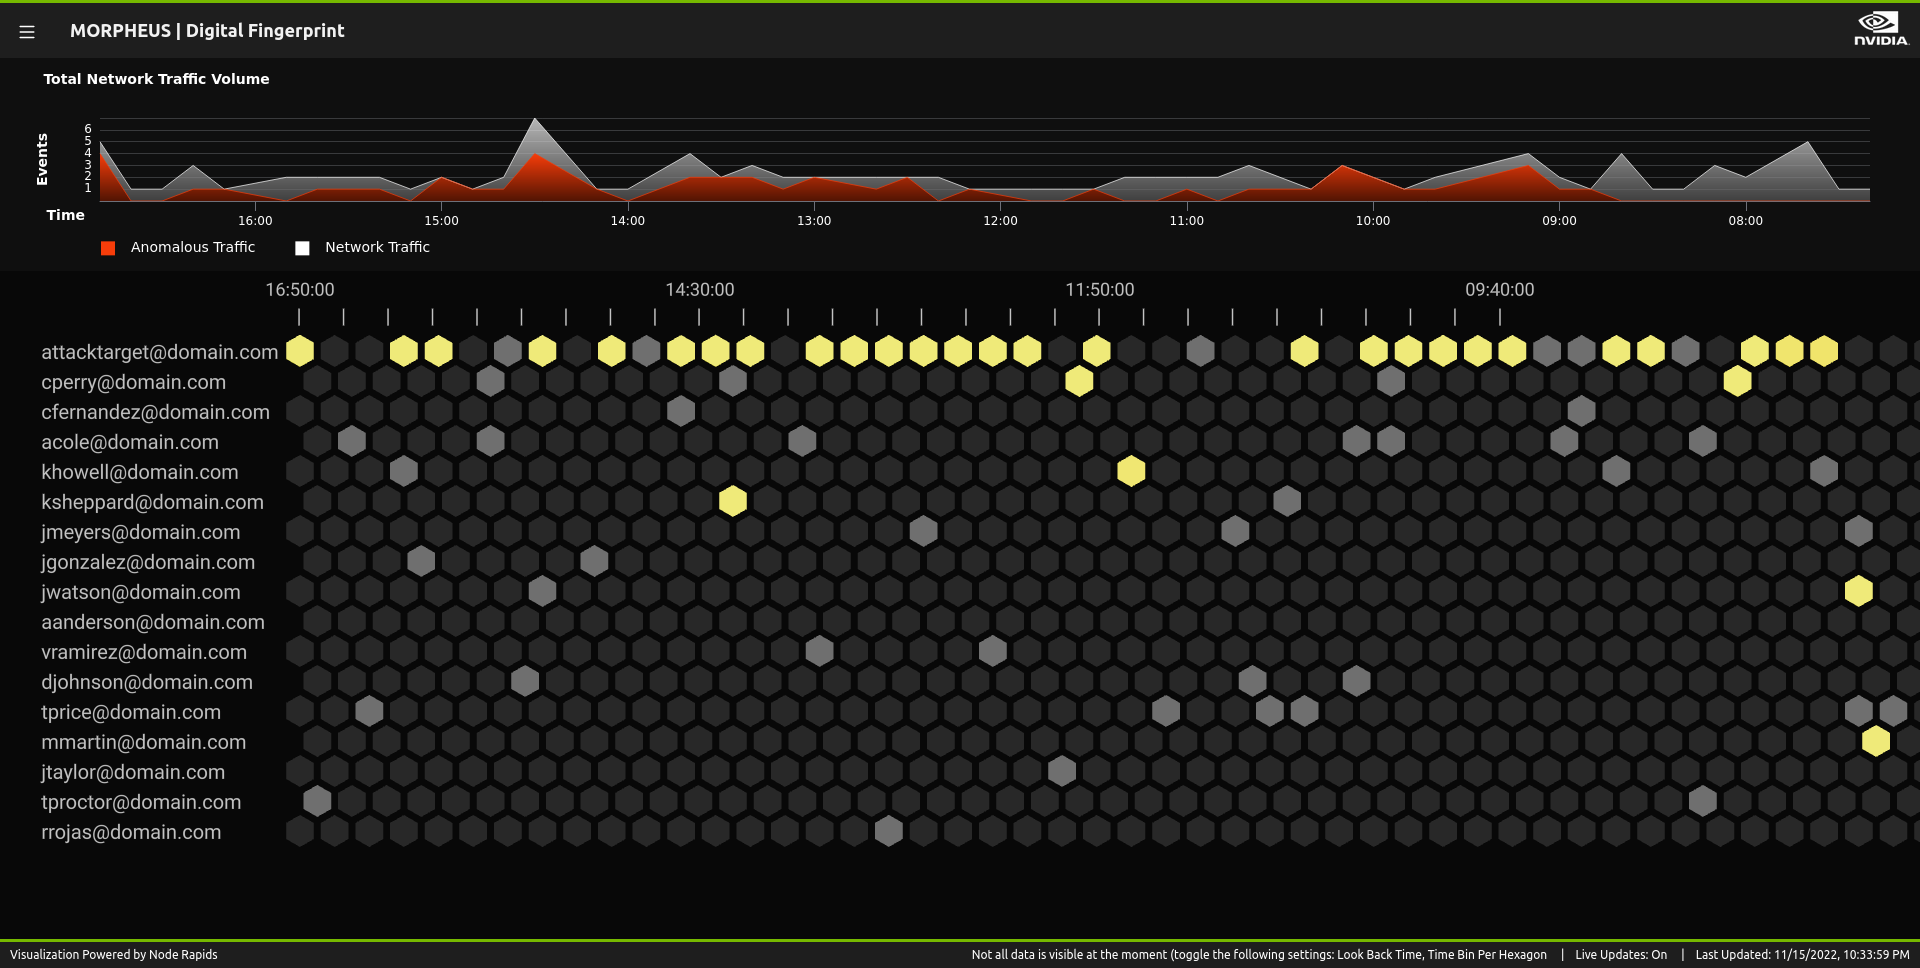 MORPHEUS | Digital Fingerprint
NVIDIA.
Total Network Traffic Volume
Events
6
5
4
3
2
1
Time
16:00 15:00 14:00 13:00 12:00 11:00 10:00 09:00 08:00
Anomalous Traffic Network Traffic
16:50:00 14:30:00 11:50:00 09:40:00
attacktarget@domain.com
cperry@domain.com
cfernandez@domain.com
acole@domain.com
khowell@domain.com
ksheppard@domain.com
jmeyers@domain.com
jgonzalez@domain.com
jwatson@domain.com
aanderson@domain.com
vramirez@domain.com
djohnson@domain.com
tprice@domain.com
mmartin@domain.com
jtaylor@domain.com
tproctor@domain.com
rrojas@domain.com
Visualization Powered by Node Rapids
Not all data is visible at the moment (toggle the following settings: Look Back Time, Time Bin Per Hexagon | Live Updates: On | Last Updated: 11/15/2022, 10:33:59 PM